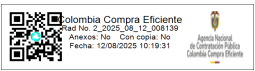 Colombia Compra Eficiente
Rad No. 2_2025_08_12_008139
Anexos: No Con copia: No
Fecha: 12/08/2025 10:19:31
Agencia Nacional
de Contratación Pública
Colombia Compra Eficiente